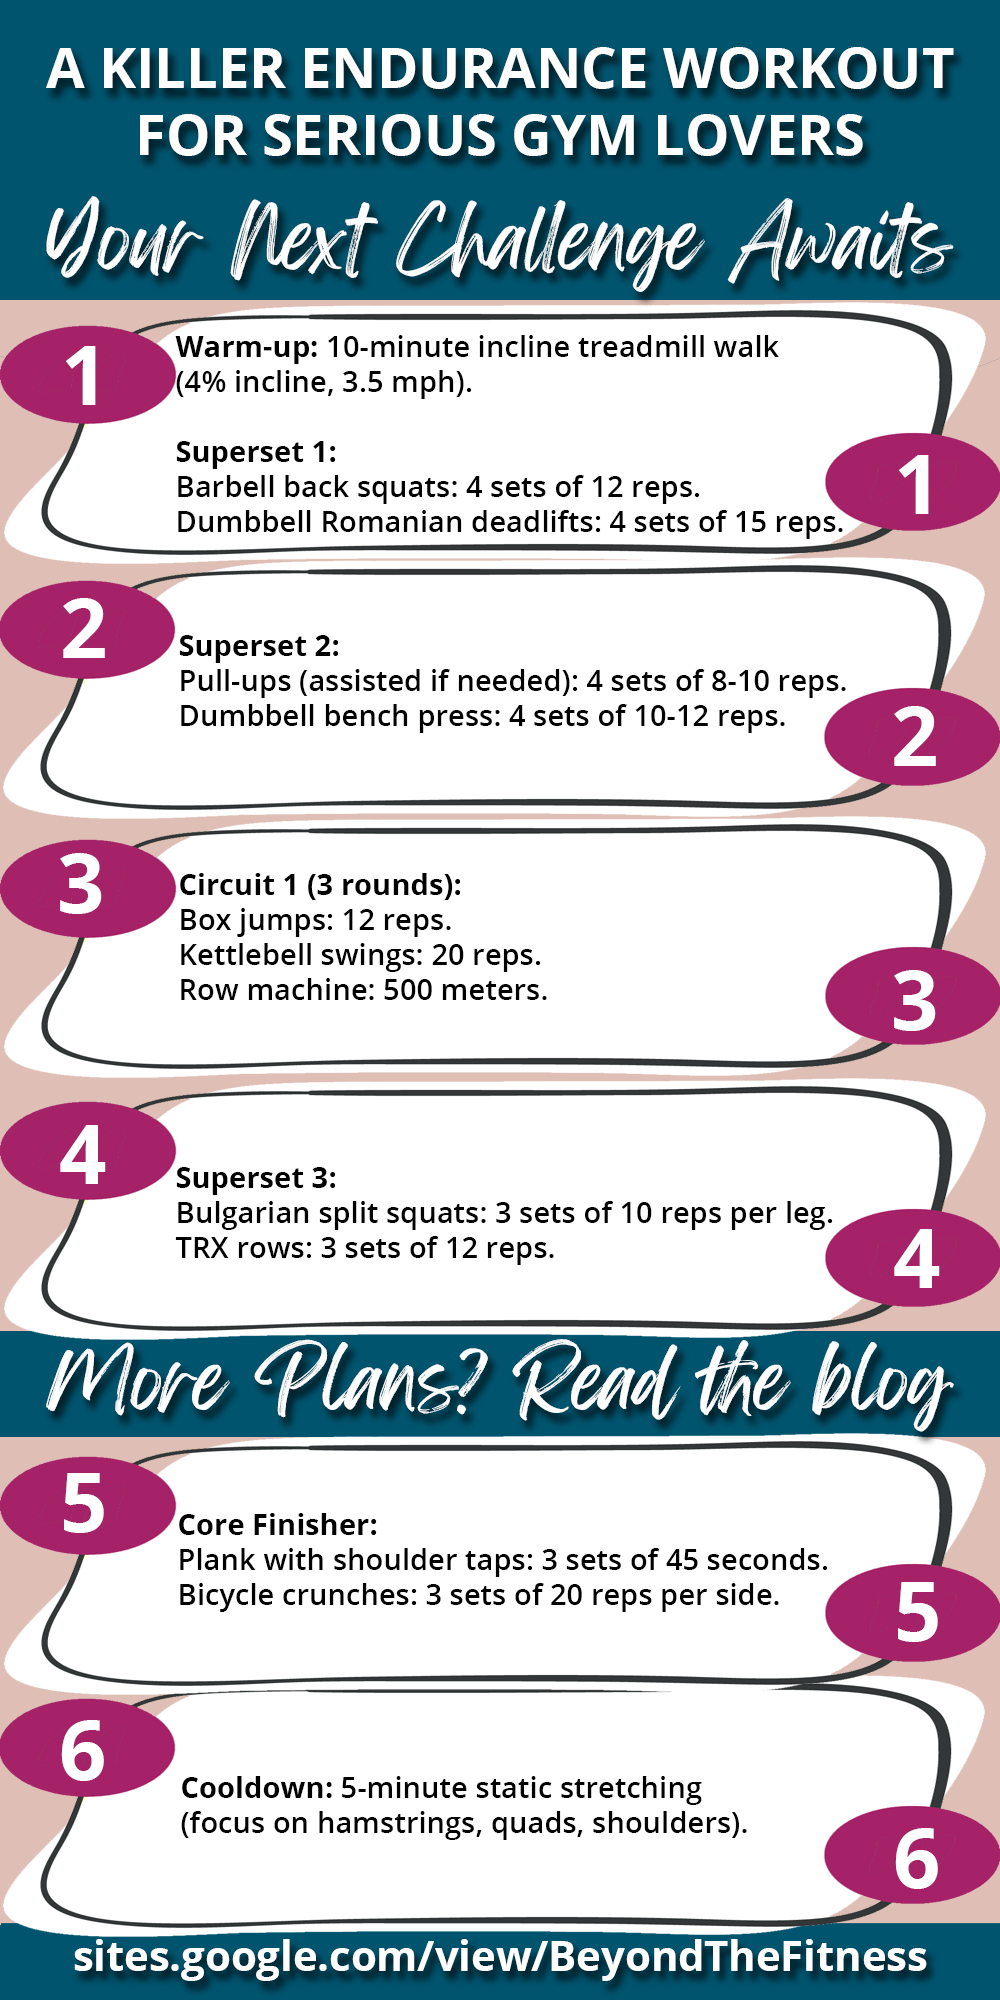 A KILLER ENDURANCE WORKOUT
FOR SERIOUS GYM LOVERS
Your Next Challenge Awaits
1
Warm-up: 10-minute incline treadmill walk
(4% incline, 3.5 mph).
Superset 1:
Barbell back squats: 4 sets of 12 reps.
Dumbbell Romanian deadlifts: 4 sets of 15 reps.
1
2
Superset 2:
Pull-ups (assisted if needed): 4 sets of 8-10 reps.
Dumbbell bench press: 4 sets of 10-12 reps.
2
3
Circuit 1 (3 rounds):
Box jumps: 12 reps.
Kettlebell swings: 20 reps.
Row machine: 500 meters.
3
4
Superset 3:
Bulgarian split squats: 3 sets of 10 reps per leg.
TRX rows: 3 sets of 12 reps.
4
More Plans? Read the blog
5
Core Finisher:
Plank with shoulder taps: 3 sets of 45 seconds.
Bicycle crunches: 3 sets of 20 reps per side.
5
6
Cooldown: 5-minute static stretching
(focus on hamstrings, quads, shoulders).
6
sites.google.com/view/BeyondTheFitness